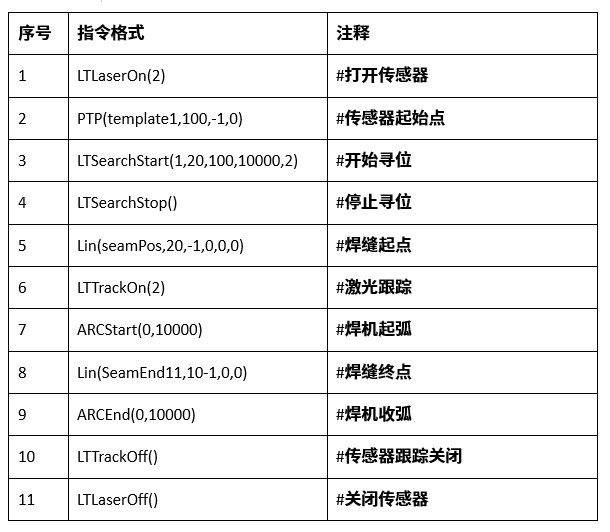 序号 指令格式 注释
1 LTLaserOn(2) #打开传感器
2 PTP(template1,100,-1,0) #传感器起始点
3 LTSearchStart(1,20,100,10000,2) #开始寻位
4 LTSearchStop() #停止寻位
5 Lin(seamPos,20,-1,0,0,0) #焊缝起点
6 LTTrackOn(2) #激光跟踪
7 ARCStart(0,10000) #焊机起弧
8 Lin(SeamEnd11,10-1,0,0) #焊缝终点
9 ARCEnd(0,10000) #焊机收弧
10 LTTrackOff() #传感器跟踪关闭
11 LTLaserOff() #关闭传感器